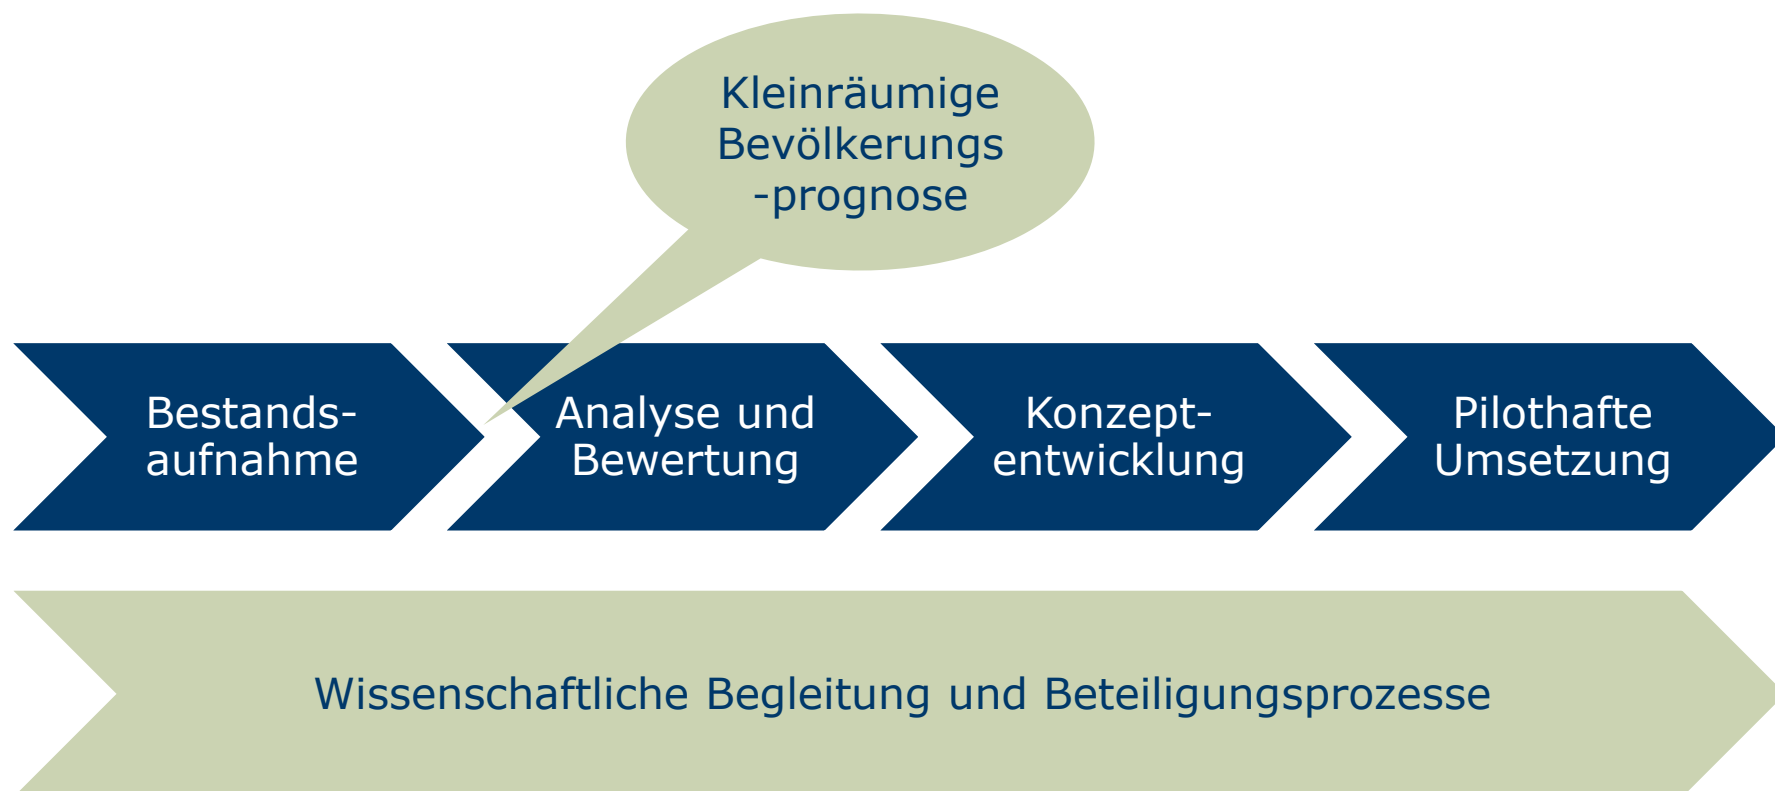 Kleinräumige
Bevölkerungs
-prognose
Bestands-
aufnahme
Analyse und
Bewertung
Konzept-
entwicklung
Pilothafte
Umsetzung
Wissenschaftliche Begleitung und Beteiligungsprozesse